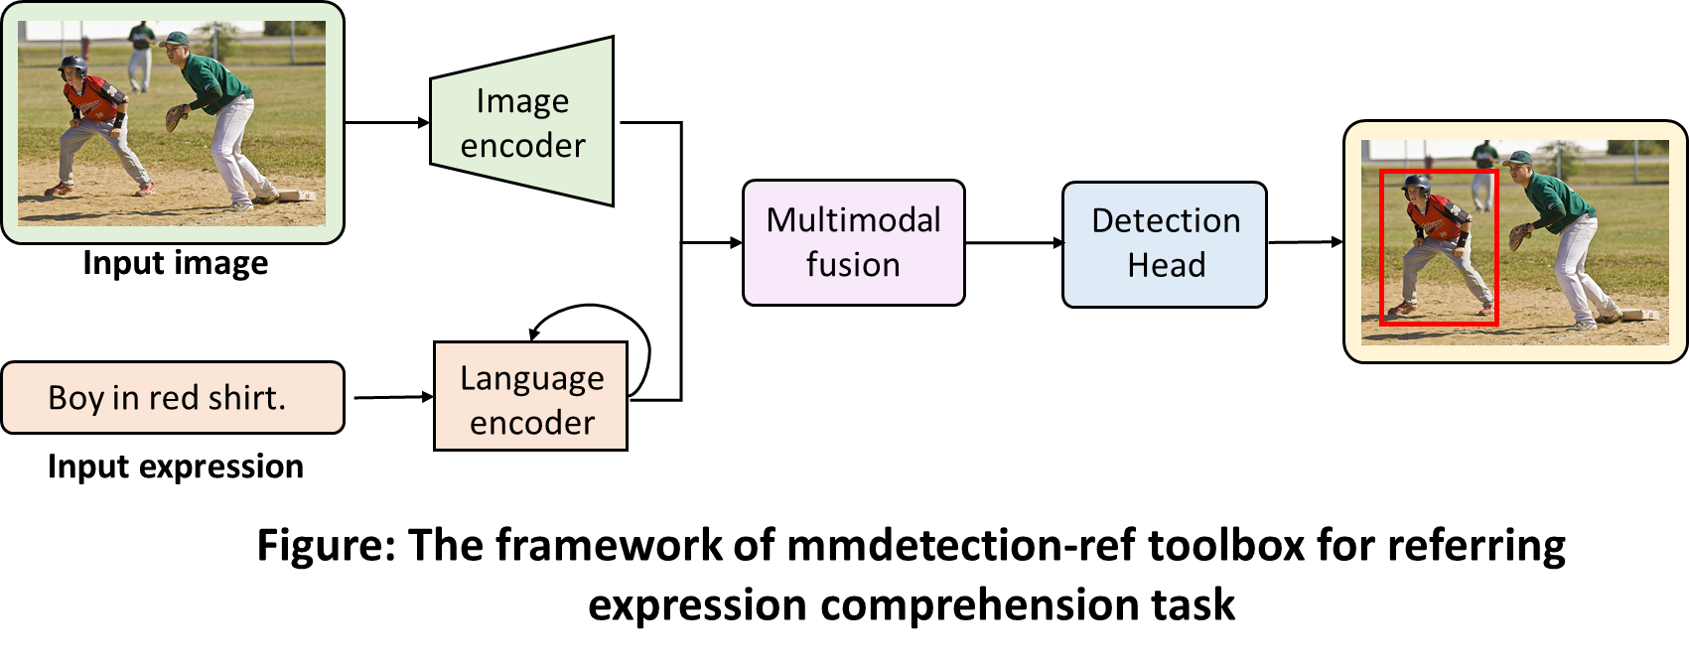 Input image
Image
encoder
Boy in red shirt.
Input expression
Language
encoder
Multimodal
fusion
Detection
Head
Figure: The framework of mmdetection-ref toolbox for referring
expression comprehension task